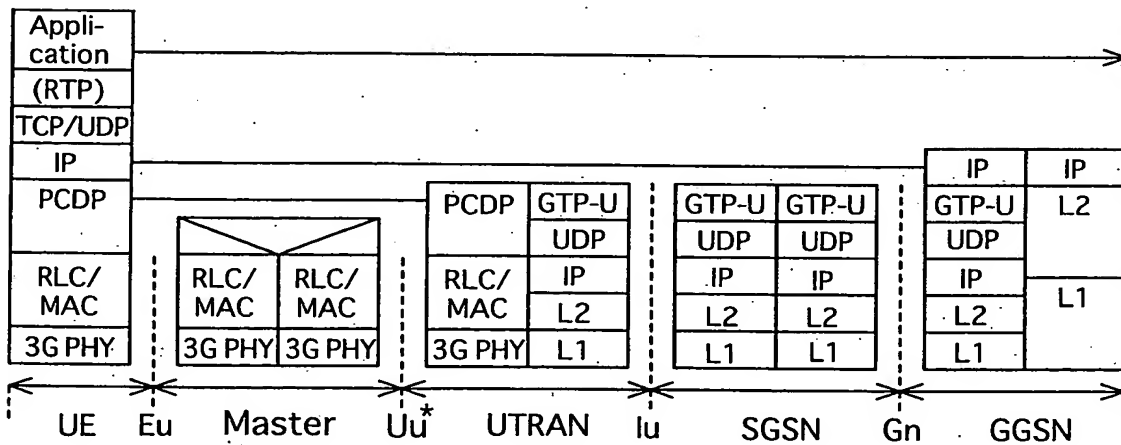 Appli-
cation
(RTP)
TCP/UDP
IP
PCDP
RLC/
MAC
3G PHY
RLC/
MAC
RLC/
MAC
3G PHY
3G PHY
PCDP
RLC/
MAC
3G PHY
GTP-U
UDP
IP
L2
L1
GTP-U
UDP
IP
L2
L1
GTP-U
UDP
IP
L2
L1
IP
GTP-U
UDP
IP
L2
L1
IP
L2
L1
UE Eu Master Uu* UTRAN Iu SGSN Gn GGSN